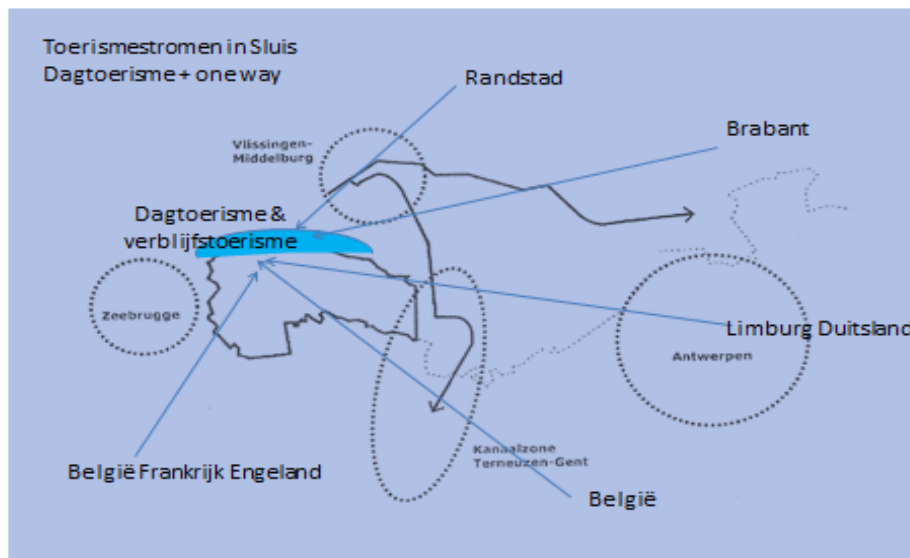 Toerismestromen in Sluis
Dagtoerisme + one way
Randstad
Brabant
Vlissingen-
Middelburg
Dagtoerisme &
verblijfstoerisme
Zeebrugge
Limburg Duitsland
Antwerpen
Kanaalzone
Terneuzen-Gent
België Frankrijk Engeland
België